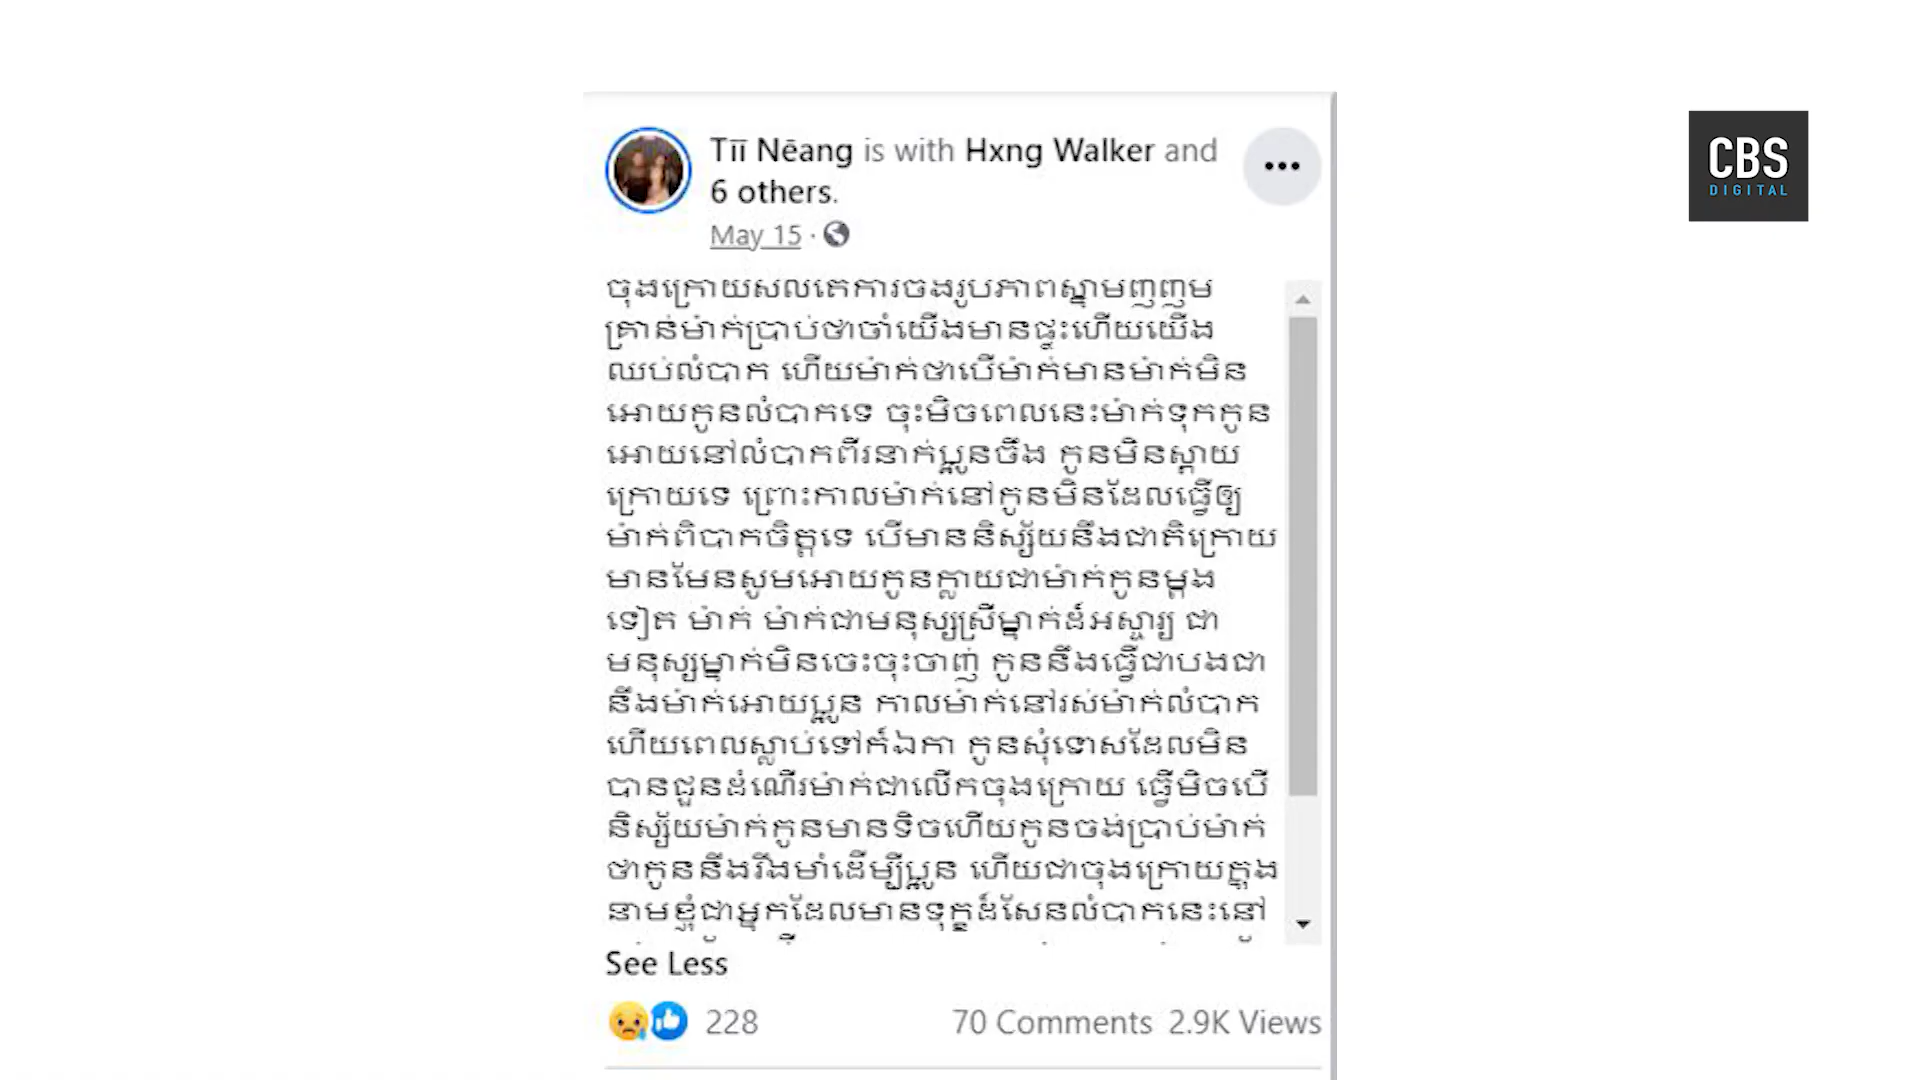 CBS
DIGITAL
Tīī Nēang is with Hxng Walker and
6 others.
May 15 ·
ចុងក្រោយសល់តេការចងរូបភាពស្នាមញញឹម
គ្រាន់ម៉ាក់ប្រាប់ថាចាំយើងមានផ្ទះហើយយើង
ឈប់លំបាក ហើយម៉ាក់ថាបើម៉ាក់មានម៉ាក់មិន
អោយកូនលំបាកទេ ចុះមិចពេលនេះម៉ាក់ទុកកូន
អោយនៅលំបាកពីរនាក់ប្អូនចឹង កូនមិនស្តាយ
ក្រោយទេ ព្រោះកាលម៉ាក់នៅកូនមិនដែលធ្វើឲ្យ
ម៉ាក់ពិបាកចិត្តទេ បើមាននិស្ស័យនឹងជាតិក្រោយ
មានមែនសូមអោយកូនក្លាយជាម៉ាក់កូនម្តង
ទៀត ម៉ាក់ ម៉ាក់ជាមនុស្សស្រីម្នាក់ដ៏អស្ចារ្យ ជា
មនុស្សម្នាក់មិនចេះចុះចាញ់ កូននឹងធ្វើជាបងជា
នឹងម៉ាក់អោយប្អូន កាលម៉ាក់នៅរស់ម៉ាក់លំបាក
ហើយពេលស្លាប់ទៅក៏ឯកា កូនសុំទោសដែលមិន
បានជួនដំណើរម៉ាក់ជាលើកចុងក្រោយ ធ្វើមិចបើ
និស្ស័យម៉ាក់កូនមានទិចហើយកូនចង់ប្រាប់ម៉ាក់
ថាកូននឹងរឹងមាំដើម្បីប្អូន ហើយជាចុងក្រោយក្នុង
នាមខ្ញុំជាអ្នកដែលមានទុក្ខដ៏សែនលំបាកនេះនៅ
See Less
228
70 Comments 2.9K Views